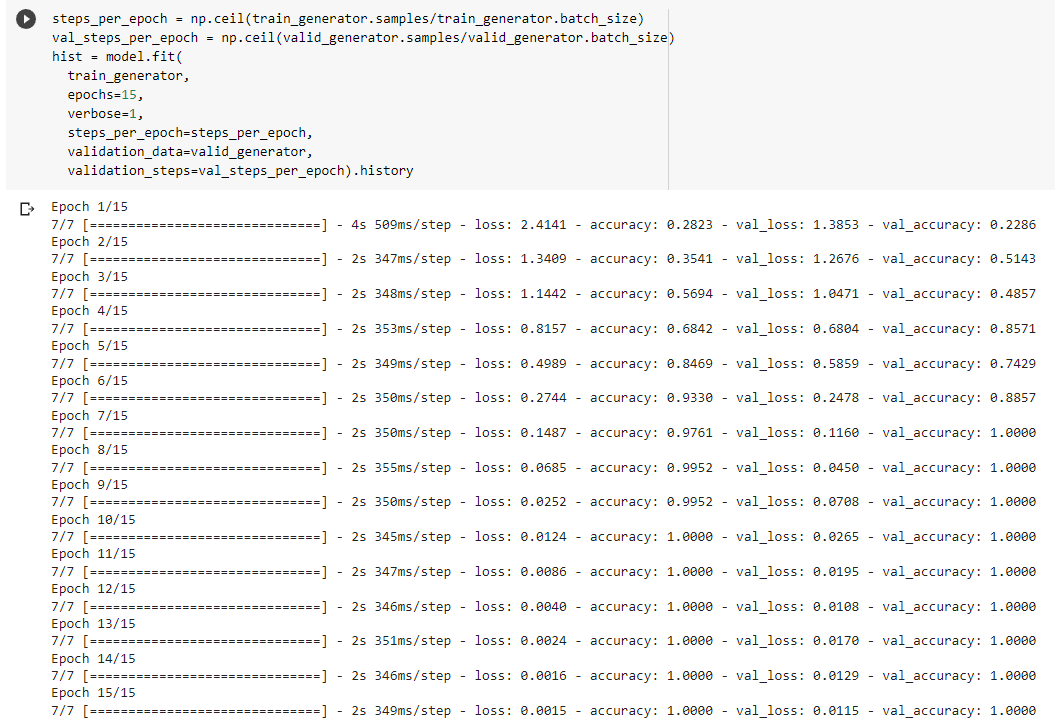 steps_per_epoch = np.ceil(train_generator.samples/train_generator.batch_size)
val_steps_per_epoch = np.ceil(valid_generator.samples/valid_generator.batch_size)
hist = model.fit(
  train_generator,
  epochs=15,
  verbose=1,
  steps_per_epoch=steps_per_epoch,
  validation_data=valid_generator,
  validation_steps=val_steps_per_epoch).history
Epoch 1/15
7/7 [==============================] - 4s 509ms/step - loss: 2.4141 - accuracy: 0.2823 - val_loss: 1.3853 - val_accuracy: 0.2286
Epoch 2/15
7/7 [==============================] - 2s 347ms/step - loss: 1.3409 - accuracy: 0.3541 - val_loss: 1.2676 - val_accuracy: 0.5143
Epoch 3/15
7/7 [==============================] - 2s 348ms/step - loss: 1.1442 - accuracy: 0.5694 - val_loss: 1.0471 - val_accuracy: 0.4857
Epoch 4/15
7/7 [==============================] - 2s 353ms/step - loss: 0.8157 - accuracy: 0.6842 - val_loss: 0.6804 - val_accuracy: 0.8571
Epoch 5/15
7/7 [==============================] - 2s 349ms/step - loss: 0.4989 - accuracy: 0.8469 - val_loss: 0.5859 - val_accuracy: 0.7429
Epoch 6/15
7/7 [==============================] - 2s 350ms/step - loss: 0.2744 - accuracy: 0.9330 - val_loss: 0.2478 - val_accuracy: 0.8857
Epoch 7/15
7/7 [==============================] - 2s 350ms/step - loss: 0.1487 - accuracy: 0.9761 - val_loss: 0.1160 - val_accuracy: 1.0000
Epoch 8/15
7/7 [==============================] - 2s 355ms/step - loss: 0.0685 - accuracy: 0.9952 - val_loss: 0.0450 - val_accuracy: 1.0000
Epoch 9/15
7/7 [==============================] - 2s 350ms/step - loss: 0.0252 - accuracy: 0.9952 - val_loss: 0.0708 - val_accuracy: 1.0000
Epoch 10/15
7/7 [==============================] - 2s 345ms/step - loss: 0.0124 - accuracy: 1.0000 - val_loss: 0.0265 - val_accuracy: 1.0000
Epoch 11/15
7/7 [==============================] - 2s 347ms/step - loss: 0.0086 - accuracy: 1.0000 - val_loss: 0.0195 - val_accuracy: 1.0000
Epoch 12/15
7/7 [==============================] - 2s 346ms/step - loss: 0.0040 - accuracy: 1.0000 - val_loss: 0.0108 - val_accuracy: 1.0000
Epoch 13/15
7/7 [==============================] - 2s 351ms/step - loss: 0.0024 - accuracy: 1.0000 - val_loss: 0.0170 - val_accuracy: 1.0000
Epoch 14/15
7/7 [==============================] - 2s 346ms/step - loss: 0.0016 - accuracy: 1.0000 - val_loss: 0.0129 - val_accuracy: 1.0000
Epoch 15/15
7/7 [==============================] - 2s 349ms/step - loss: 0.0015 - accuracy: 1.0000 - val_loss: 0.0115 - val_accuracy: 1.0000